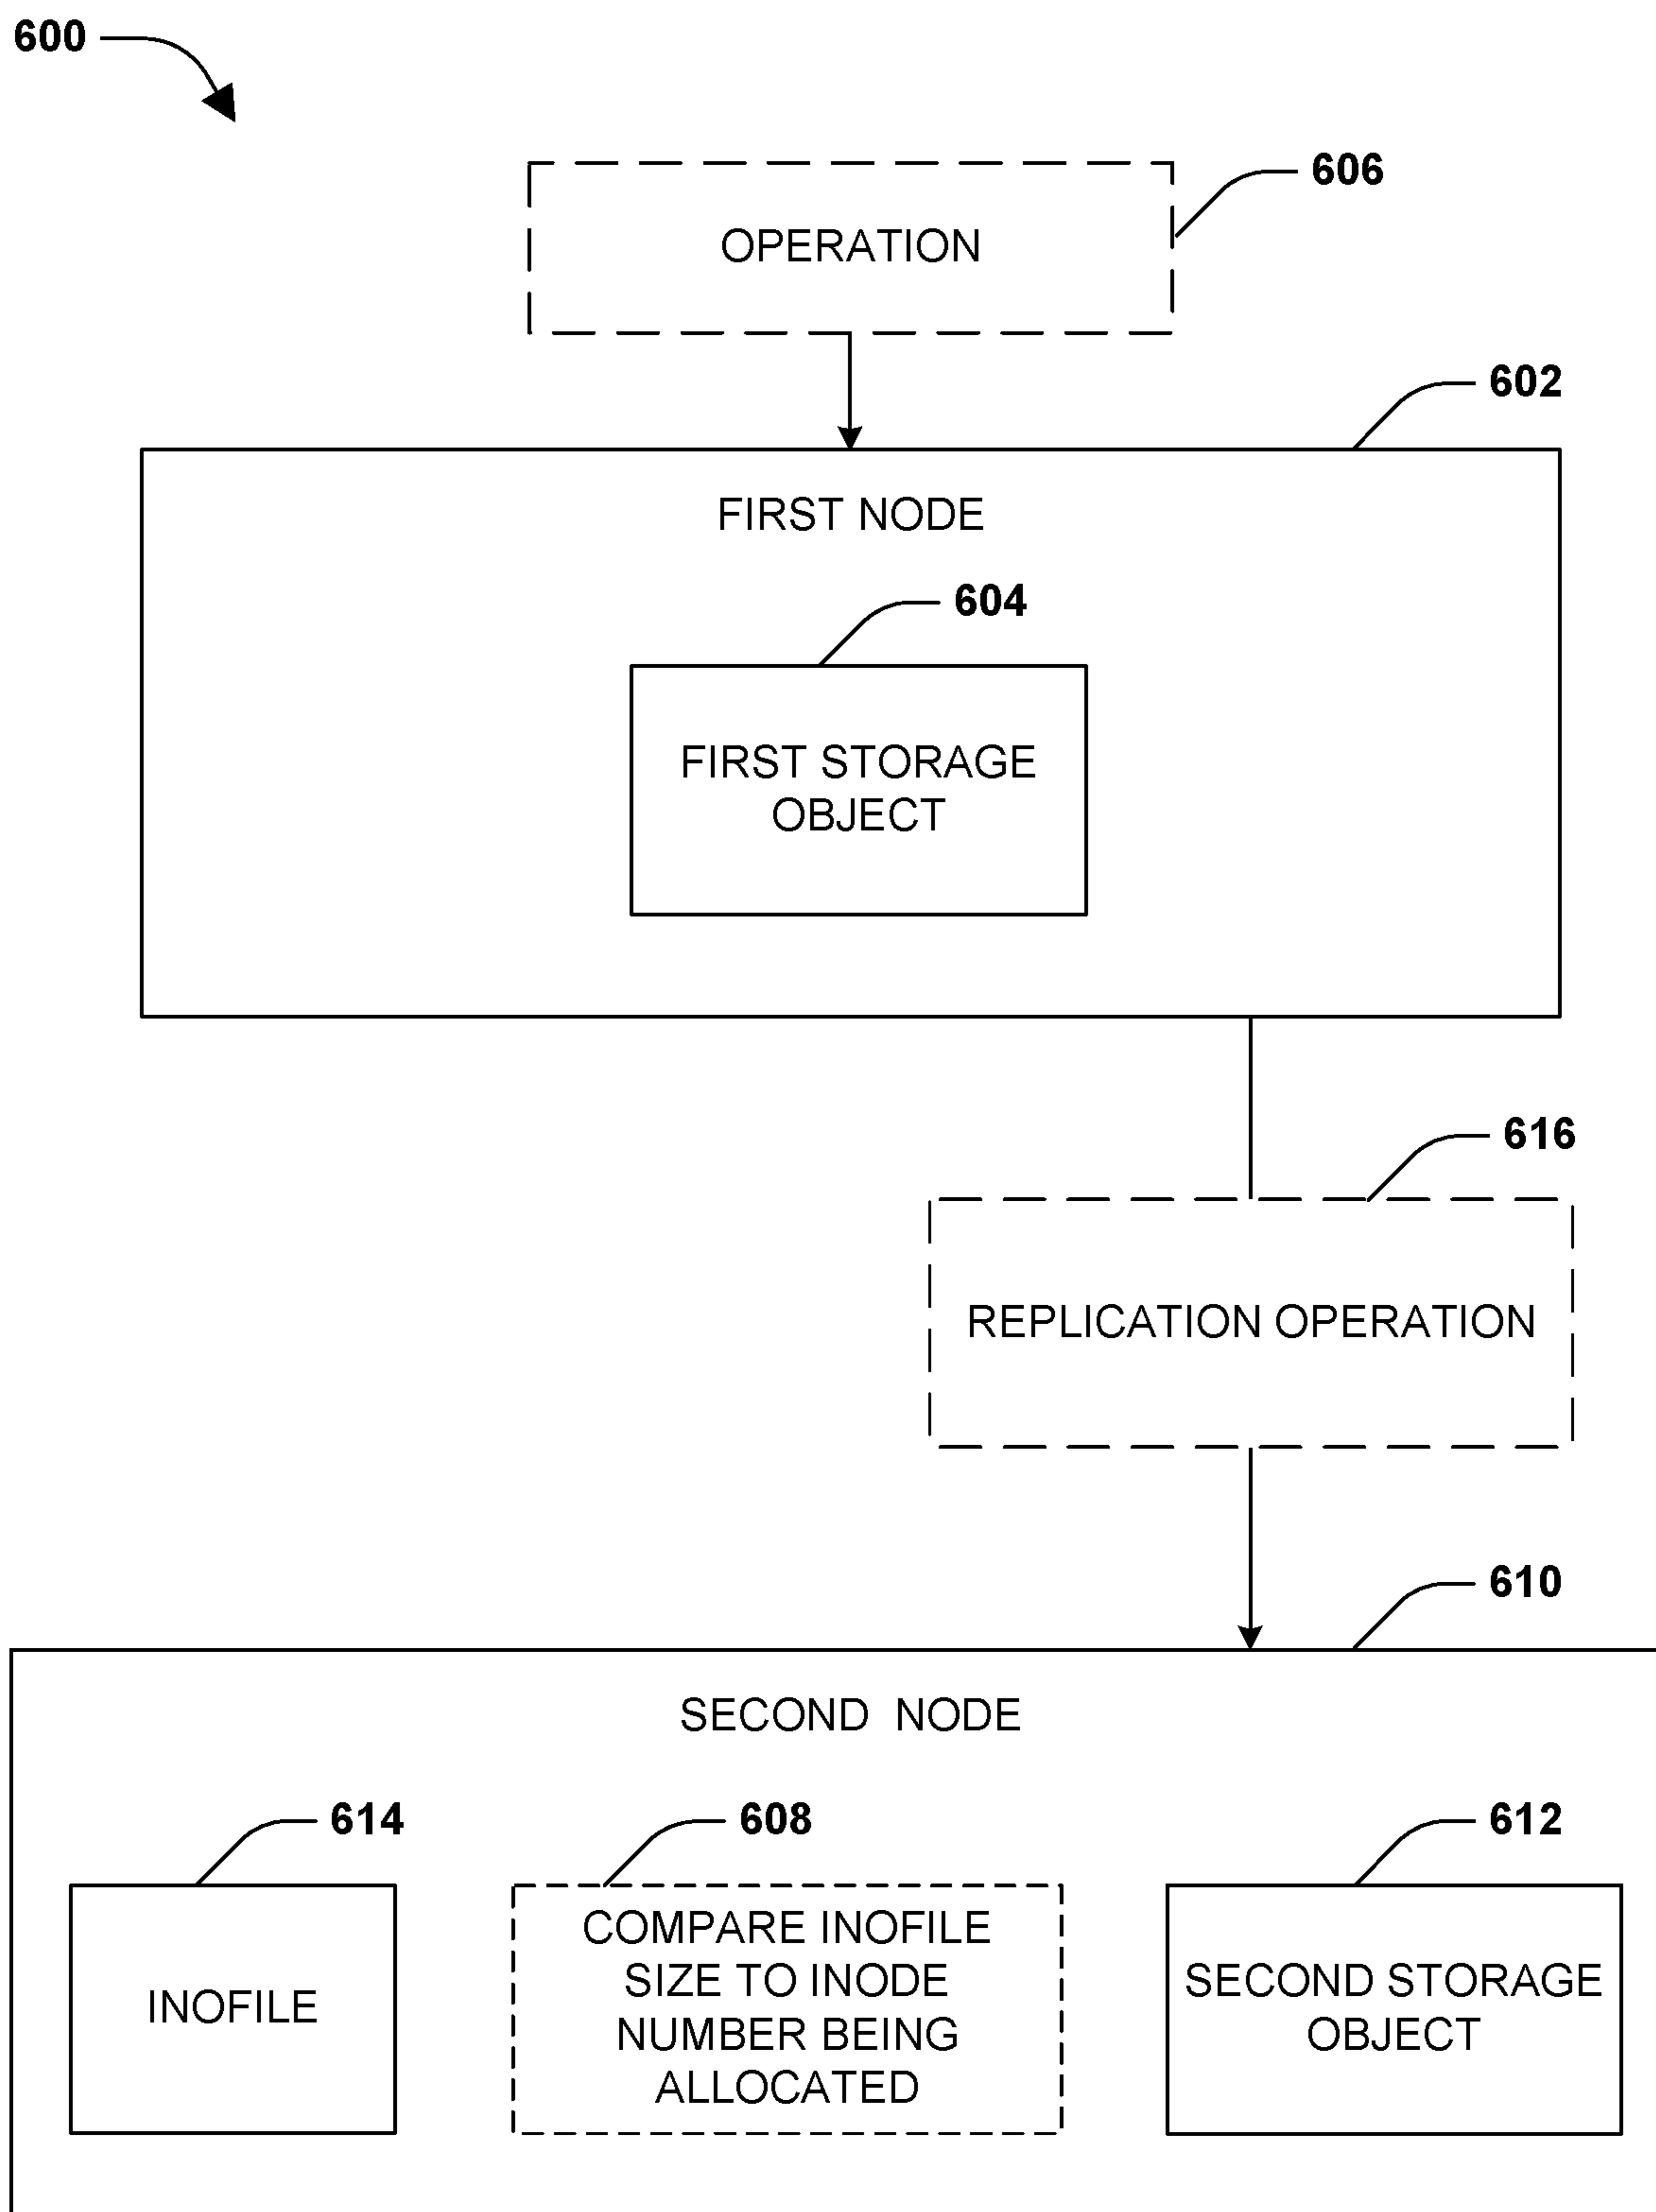 600
606
OPERATION
602
FIRST NODE
604
FIRST STORAGE
OBJECT
616
REPLICATION OPERATION
610
SECOND NODE
614
608
612
INOFILE
COMPARE INOFILE
SIZE TO INODE
NUMBER BEING
ALLOCATED
SECOND STORAGE
OBJECT